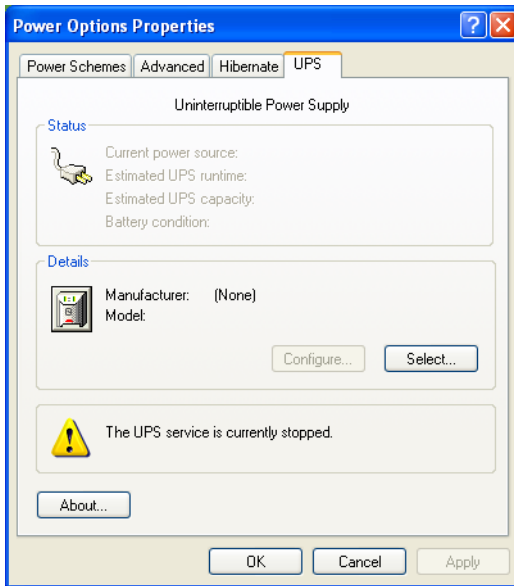 Power Options Properties
Power Schemes Advanced Hibernate UPS
Uninterruptible Power Supply
Status
Current power source:
Estimated UPS runtime:
Estimated UPS capacity:
Battery condition:
Details
Manufacturer: (None)
Model:
Configure... Select...
The UPS service is currently stopped.
About...
OK Cancel Apply